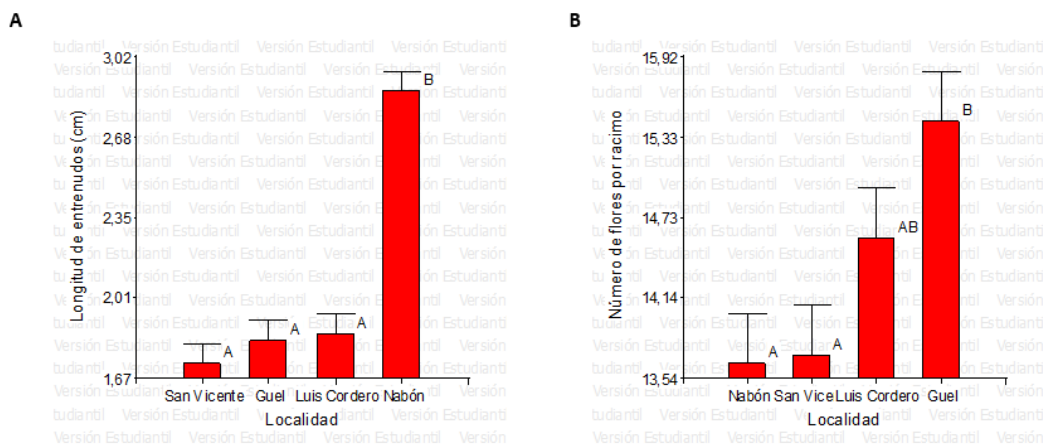 A
B
3,02
2,68
2,35
2,01
1,67
Longitud de entrenudos (cm)
A
A
A
B
San Vicente Guel Luis Cordero Nabón
Localidad
15,92
15,33
14,73
14,14
13,54
Número de flores por racimo
A
A
AB
B
Nabón San Vice Luis Cordero Guel
Localidad
Versión Estudiantil